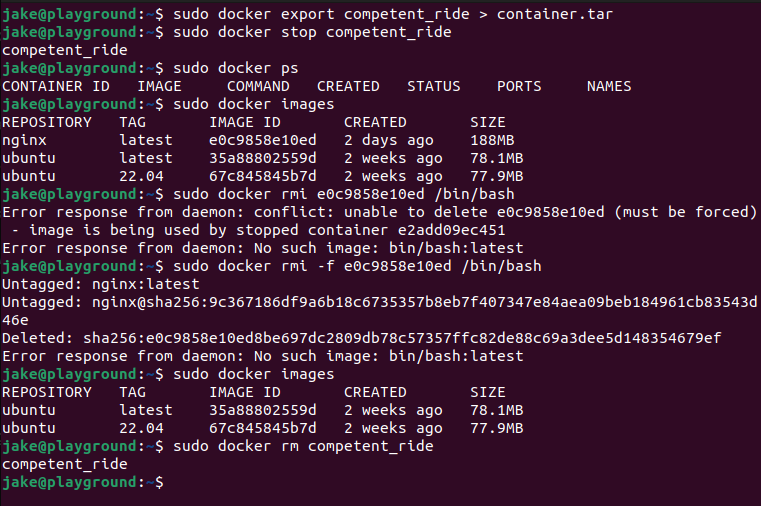 jake@playground:~$ sudo docker export competent_ride > container.tar
jake@playground:~$ sudo docker stop competent_ride
competent_ride
jake@playground:~$ sudo docker ps
CONTAINER ID   IMAGE     COMMAND   CREATED   STATUS    PORTS     NAMES
jake@playground:~$ sudo docker images
REPOSITORY   TAG       IMAGE ID       CREATED       SIZE
nginx        latest    e0c9858e10ed   2 days ago    188MB
ubuntu       latest    35a88802559d   2 weeks ago   78.1MB
ubuntu       22.04     67c845845b7d   2 weeks ago   77.9MB
jake@playground:~$ sudo docker rmi e0c9858e10ed /bin/bash
Error response from daemon: conflict: unable to delete e0c9858e10ed (must be forced)
 - image is being used by stopped container e2add09ec451
Error response from daemon: No such image: bin/bash:latest
jake@playground:~$ sudo docker rmi -f e0c9858e10ed /bin/bash
Untagged: nginx:latest
Untagged: nginx@sha256:9c367186df9a6b18c6735357b8eb7f407347e84aea09beb184961cb83543d
46e
Deleted: sha256:e0c9858e10ed8be697dc2809db78c57357ffc82de88c69a3dee5d148354679ef
Error response from daemon: No such image: bin/bash:latest
jake@playground:~$ sudo docker images
REPOSITORY   TAG       IMAGE ID       CREATED       SIZE
ubuntu       latest    35a88802559d   2 weeks ago   78.1MB
ubuntu       22.04     67c845845b7d   2 weeks ago   77.9MB
jake@playground:~$ sudo docker rm competent_ride
competent_ride
jake@playground:~$